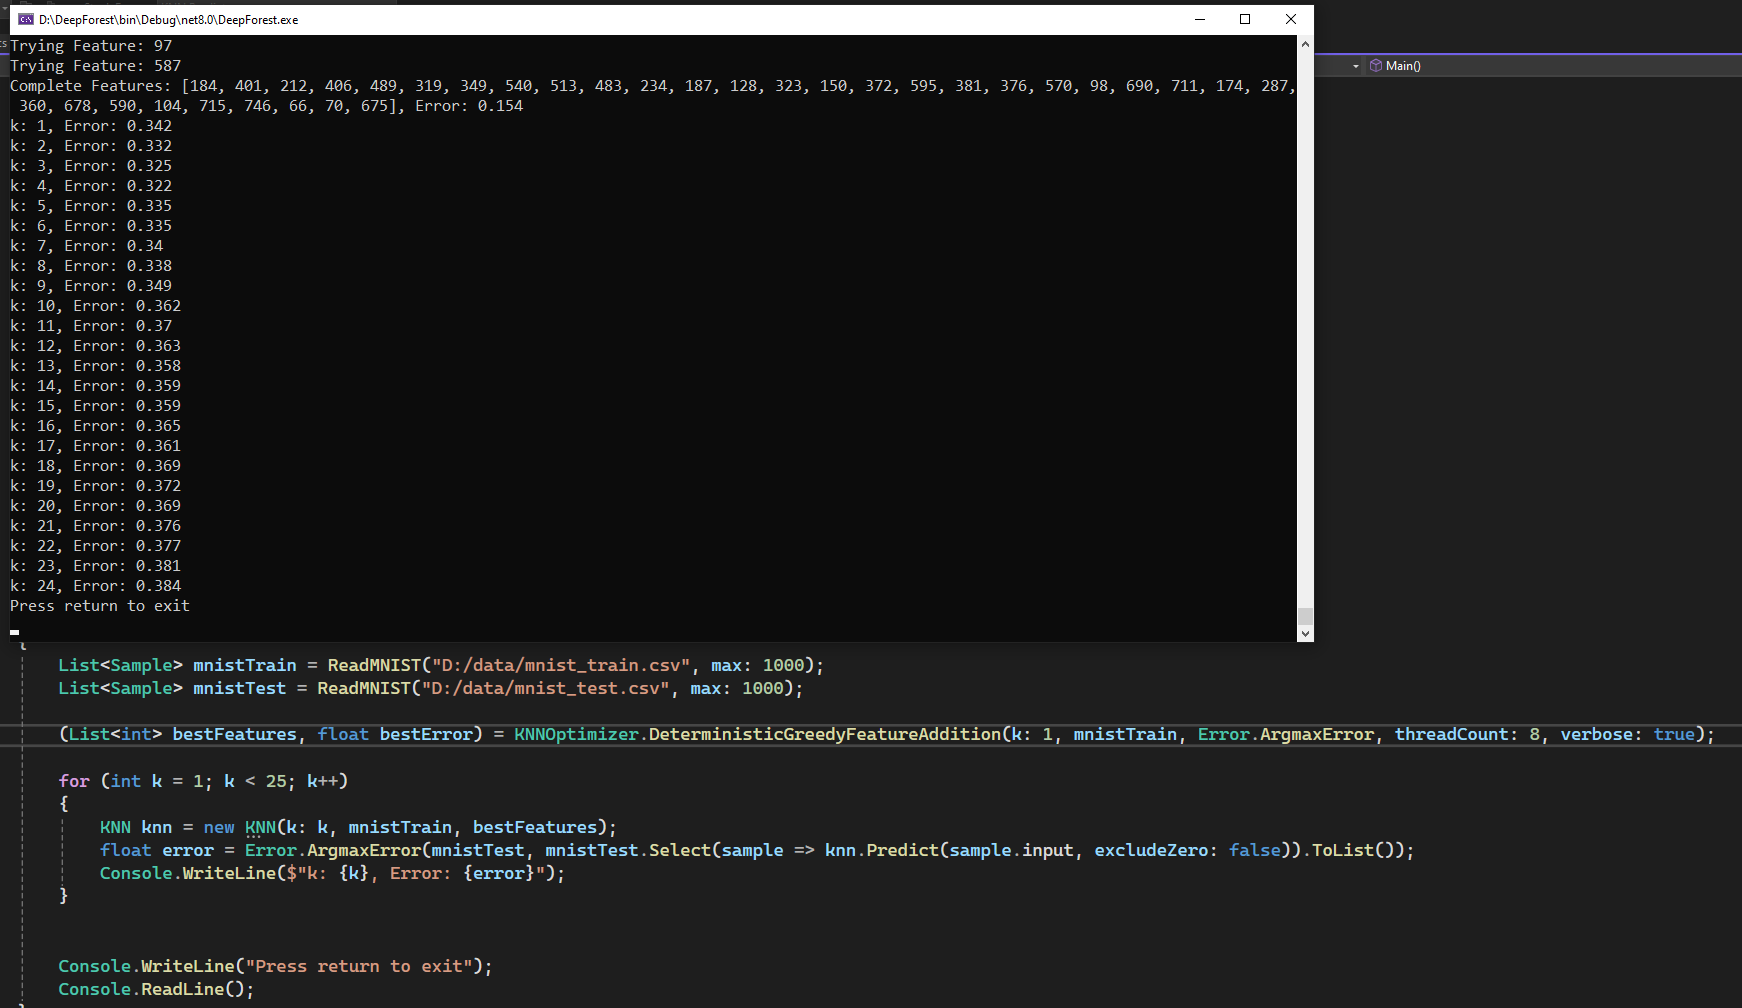 D:\DeepForest\bin\Debug\net8.0\DeepForest.exe
Trying Feature: 97
Trying Feature: 587
Complete Features: [184, 401, 212, 406, 489, 319, 349, 540, 513, 483, 234, 187, 128, 323, 150, 372, 595, 381, 376, 570, 98, 690, 711, 174, 287,
360, 678, 590, 104, 715, 746, 66, 70, 675], Error: 0.154
k: 1, Error: 0.342
k: 2, Error: 0.332
k: 3, Error: 0.325
k: 4, Error: 0.322
k: 5, Error: 0.335
k: 6, Error: 0.335
k: 7, Error: 0.34
k: 8, Error: 0.338
k: 9, Error: 0.349
k: 10, Error: 0.362
k: 11, Error: 0.37
k: 12, Error: 0.363
k: 13, Error: 0.358
k: 14, Error: 0.359
k: 15, Error: 0.359
k: 16, Error: 0.365
k: 17, Error: 0.361
k: 18, Error: 0.369
k: 19, Error: 0.372
k: 20, Error: 0.369
k: 21, Error: 0.376
k: 22, Error: 0.377
k: 23, Error: 0.381
k: 24, Error: 0.384
Press return to exit
Main()
List<Sample> mnistTrain = ReadMNIST("D:/data/mnist_train.csv", max: 1000);
List<Sample> mnistTest = ReadMNIST("D:/data/mnist_test.csv", max: 1000);
(List<int> bestFeatures, float bestError) = KNNOptimizer.DeterministicGreedyFeatureAddition(k: 1, mnistTrain, Error.ArgmaxError, threadCount: 8, verbose: true);
for (int k = 1; k < 25; k++)
{
KNN knn = new KNN(k: k, mnistTrain, bestFeatures);
float error = Error.ArgmaxError(mnistTest, mnistTest.Select(sample => knn.Predict(sample.input, excludeZero: false)).ToList());
Console.WriteLine($"k: {k}, Error: {error}");
}
Console.WriteLine("Press return to exit");
Console.ReadLine();